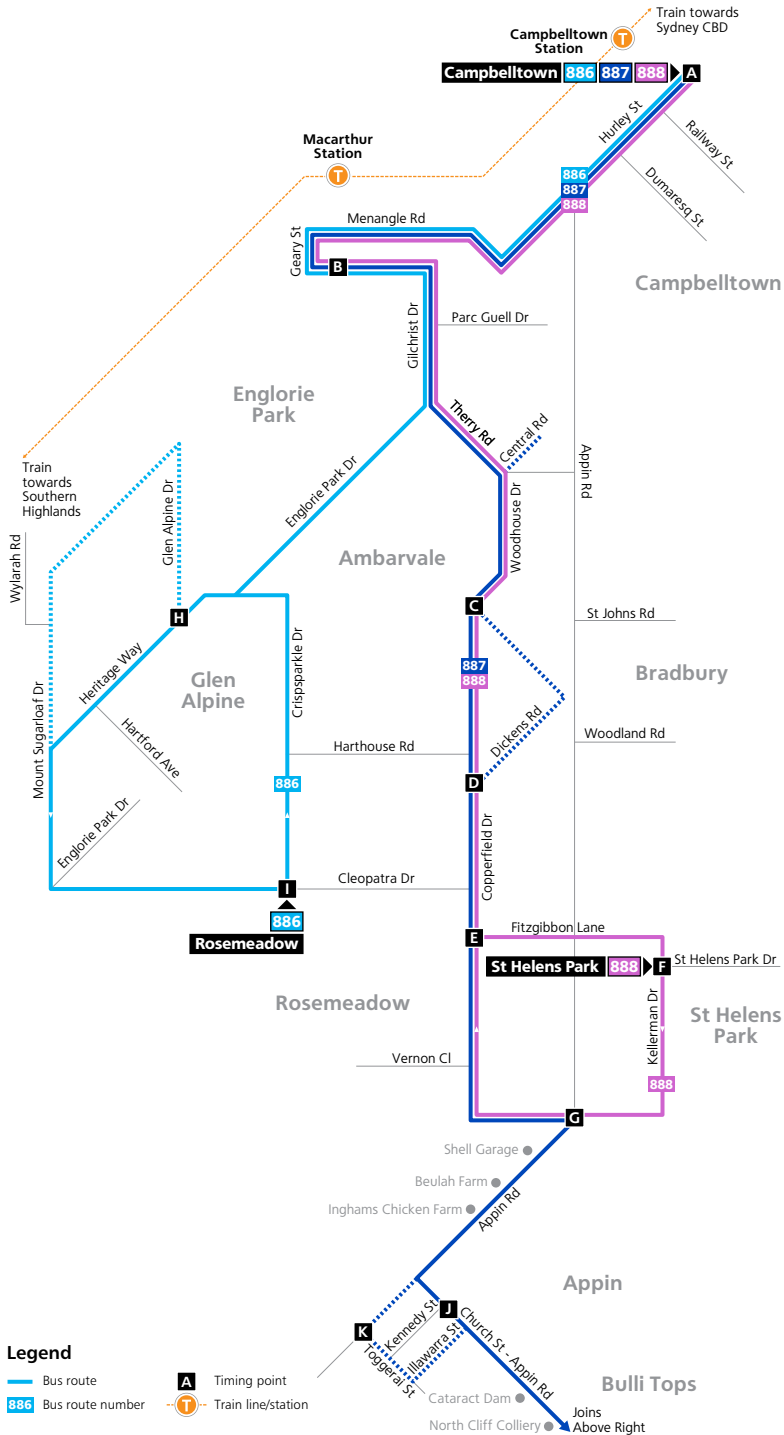 Train towards
Sydney CBD
Campbelltown
Station
T
Campbelltown 886 887 888 A
Hurley St
Railway St
Dumaresq St
Macarthur
Station
T
886
887
888
Menangle Rd
Geary St
B
Campbelltown
Gilchrist Dr
Parc Guell Dr
Englorie
Park
Therry Rd
Central Rd
Appin Rd
Train
towards
Southern
Highlands
Glen Alpine Dr
Englorie Park Dr
Woodhouse Dr
Wylarah Rd
Ambarvale
C
H
St Johns Rd
Heritage Way
Crispsparkle Dr
887
888
Glen
Alpine
Bradbury
Mount Sugarloaf Dr
Hartford Ave
Dickens Rd
Woodland Rd
Harthouse Rd
886
D
Englorie Park Dr
Copperfield Dr
Cleopatra Dr
I
886
Rosemeadow
Fitzgibbon Lane
E
St Helens Park 888 F
St Helens Park Dr
Rosemeadow
Kellerman Dr
St Helens
Park
Vernon Cl
888
G
Shell Garage
Beulah Farm
Inghams Chicken Farm
Appin Rd
Appin
J
Kennedy St
K
Church St - Appin Rd
Illawarra St
Toggerai St
Bulli Tops
Cataract Dam
North Cliff Colliery
Joins
Above Right
Legend
Bus route
A Timing point
886 Bus route number
T Train line/station